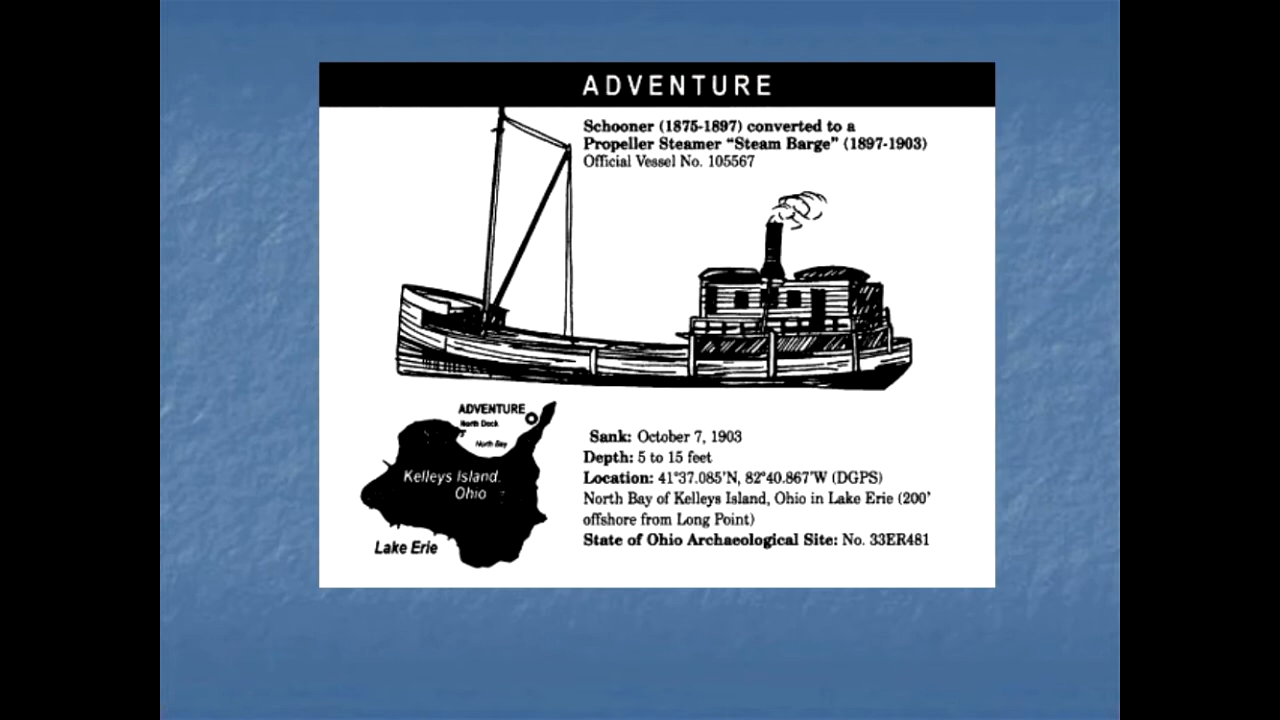 ADVENTURE
Schooner (1875-1897) converted to a
Propeller Steamer “Steam Barge” (1897-1903)
Official Vessel No. 105567
ADVENTURE
North Dock
North Bay
Kelleys Island,
Ohio
Lake Erie
Sank: October 7, 1903
Depth: 5 to 15 feet
Location: 41°37.085’N, 82°40.867’W (DGPS)
North Bay of Kelleys Island, Ohio in Lake Erie (200’
offshore from Long Point)
State of Ohio Archaeological Site: No. 33ER481